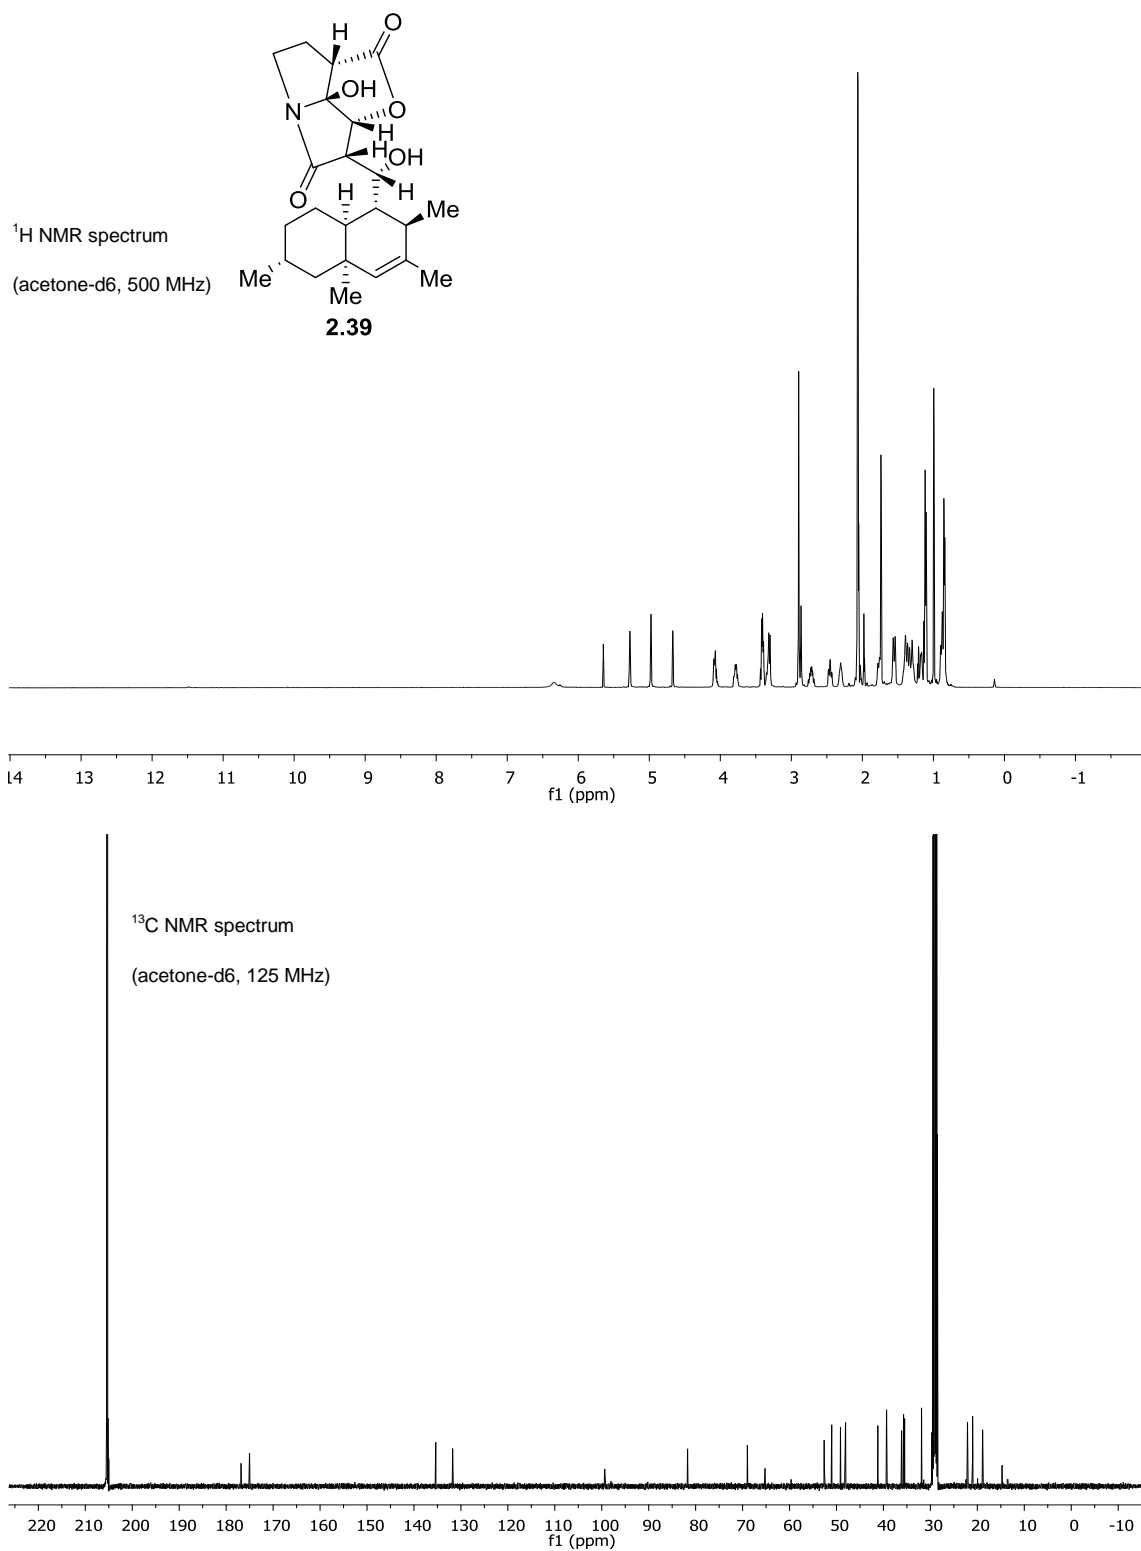 H
O
OH
N
O
H
H
OH
O
H
H
Me
Me
Me
Me
2.39
1H NMR spectrum
(acetone-d6, 500 MHz)
14 13 12 11 10 9 8 7 6 5 4 3 2 1 0 -1
f1 (ppm)
13C NMR spectrum
(acetone-d6, 125 MHz)
220 210 200 190 180 170 160 150 140 130 120 110 100 90 80 70 60 50 40 30 20 10 0 -10
f1 (ppm)